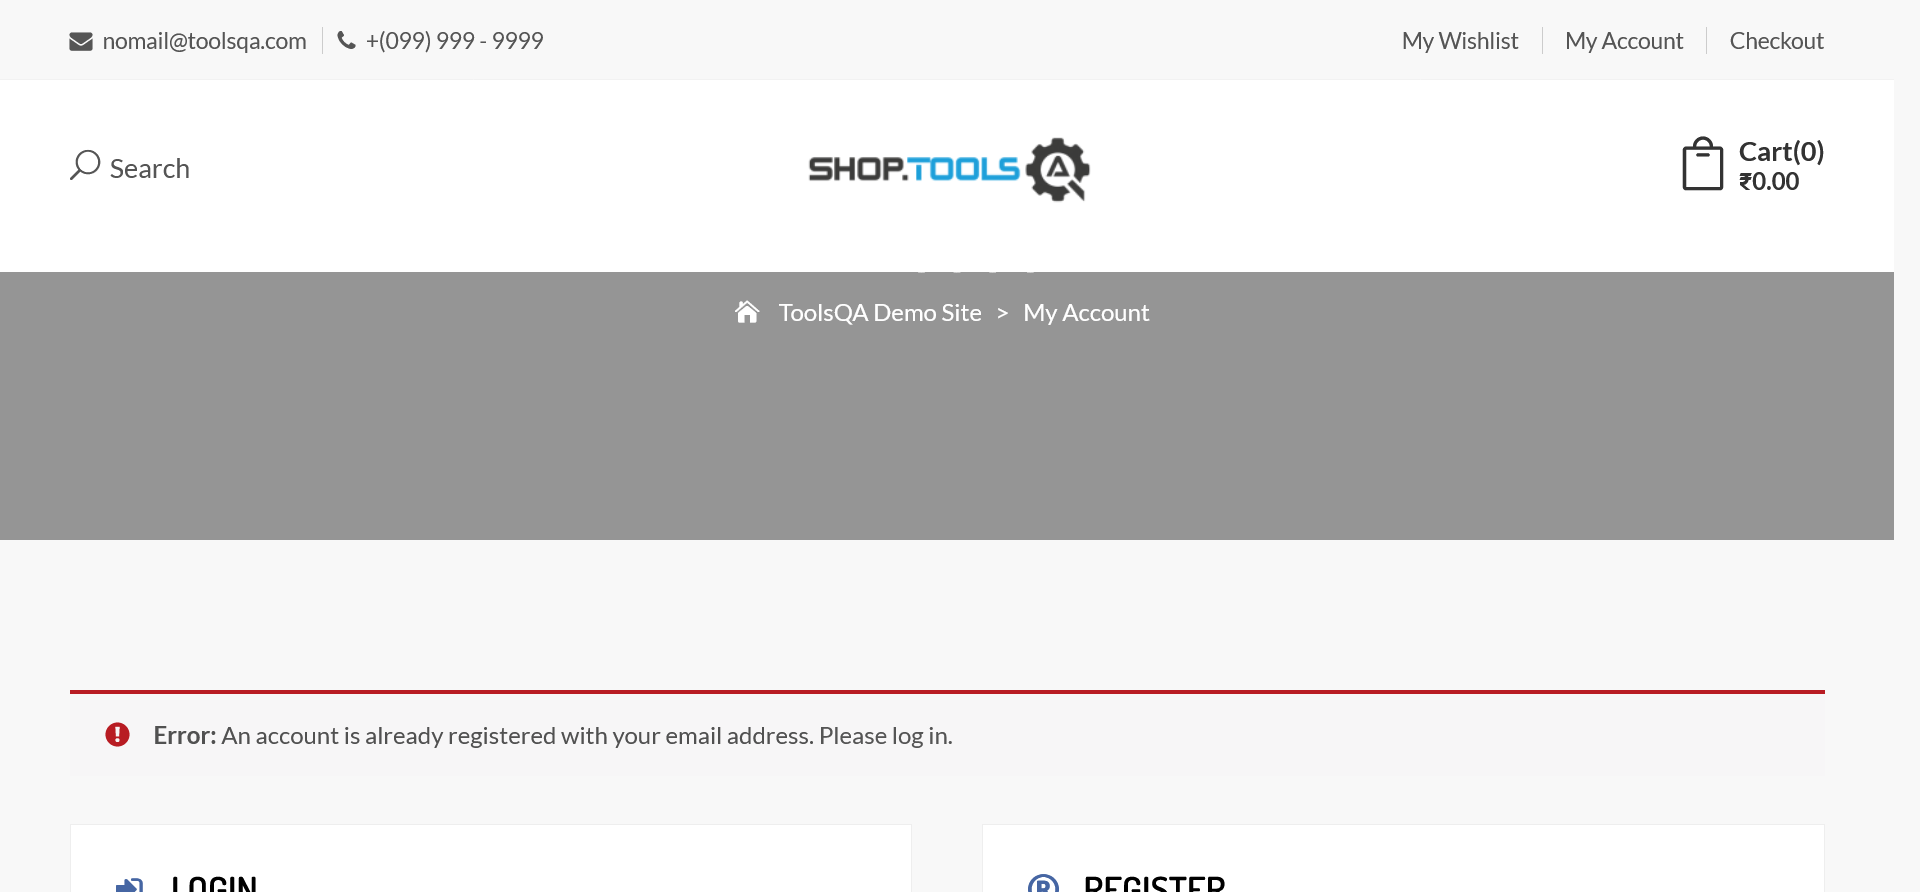 nomail@toolsqa.com +(099) 999 - 9999 My Wishlist My Account Checkout
Search SHOP.TOOLSQA Cart(0)
₹0.00
ToolsQA Demo Site > My Account
Error: An account is already registered with your email address. Please log in.
LOGIN REGISTER